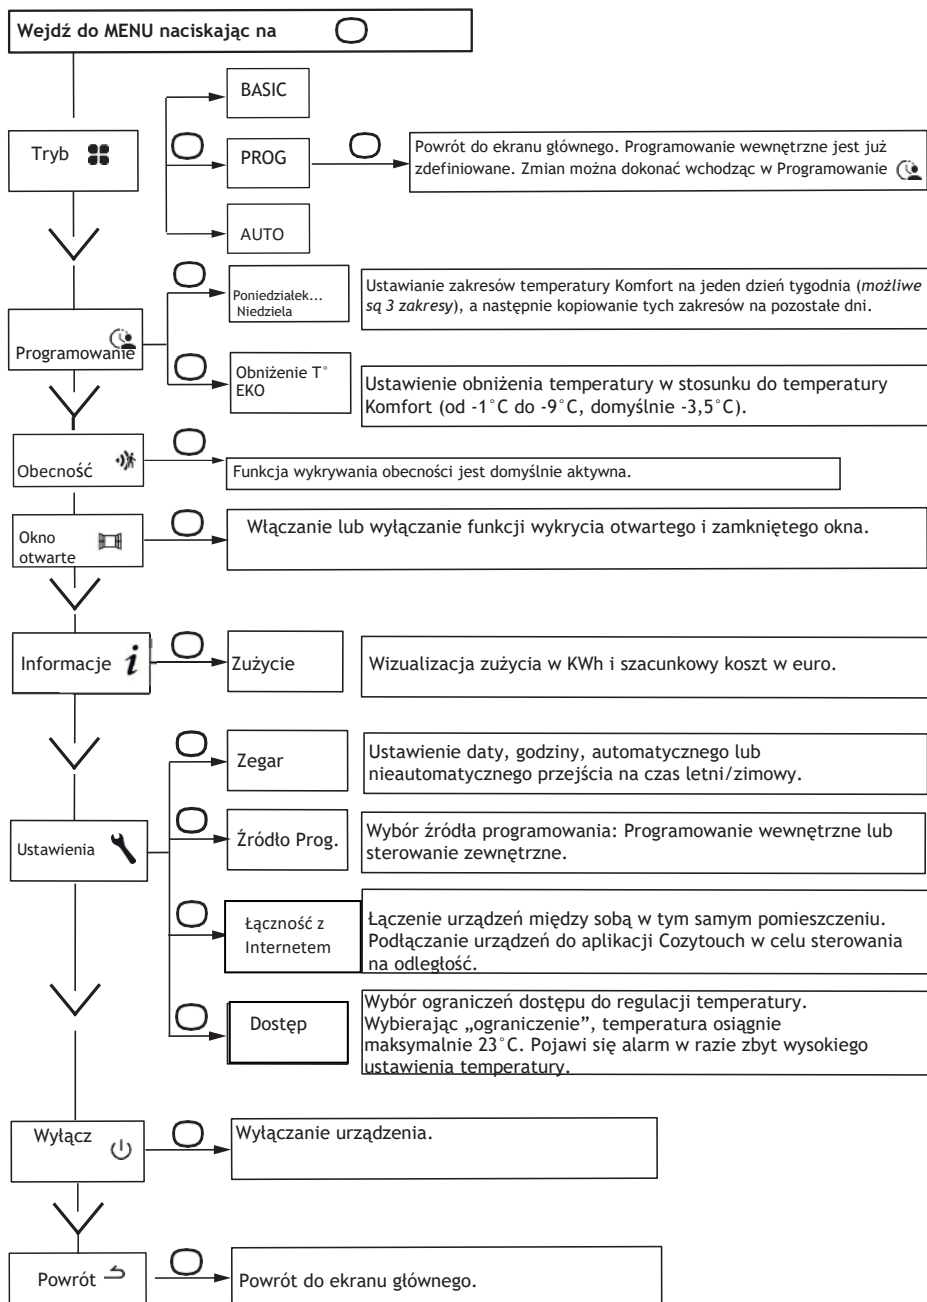 Wejdź do MENU naciskając na
BASIC
Tryb
PROG
Powrót do ekranu głównego. Programowanie wewnętrzne jest już
zdefiniowane. Zmian można dokonać wchodząc w Programowanie
AUTO
Programowanie
Poniedziałek...
Niedziela
Ustawianie zakresów temperatury Komfort na jeden dzień tygodnia (możliwe
są 3 zakresy), a następnie kopiowanie tych zakresów na pozostałe dni.
Obniżenie T°
EKO
Ustawienie obniżenia temperatury w stosunku do temperatury
Komfort (od -1°C do -9°C, domyślnie -3,5°C).
Obecność
Funkcja wykrywania obecności jest domyślnie aktywna.
Okno
otwarte
Włączanie lub wyłączanie funkcji wykrycia otwartego i zamkniętego okna.
Informacje i
Zużycie
Wizualizacja zużycia w KWh i szacunkowy koszt w euro.
Ustawienia
Zegar
Ustawienie daty, godziny, automatycznego lub
nieautomatycznego przejścia na czas letni/zimowy.
Źródło Prog.
Wybór źródła programowania: Programowanie wewnętrzne lub
sterowanie zewnętrzne.
Łączność z
Internetem
Łączenie urządzeń między sobą w tym samym pomieszczeniu.
Podłączanie urządzeń do aplikacji Cozytouch w celu sterowania
na odległość.
Dostęp
Wybór ograniczeń dostępu do regulacji temperatury.
Wybierając „ograniczenie”, temperatura osiągnie
maksymalnie 23°C. Pojawi się alarm w razie zbyt wysokiego
ustawienia temperatury.
Wyłącz
Wyłączanie urządzenia.
Powrót
Powrót do ekranu głównego.